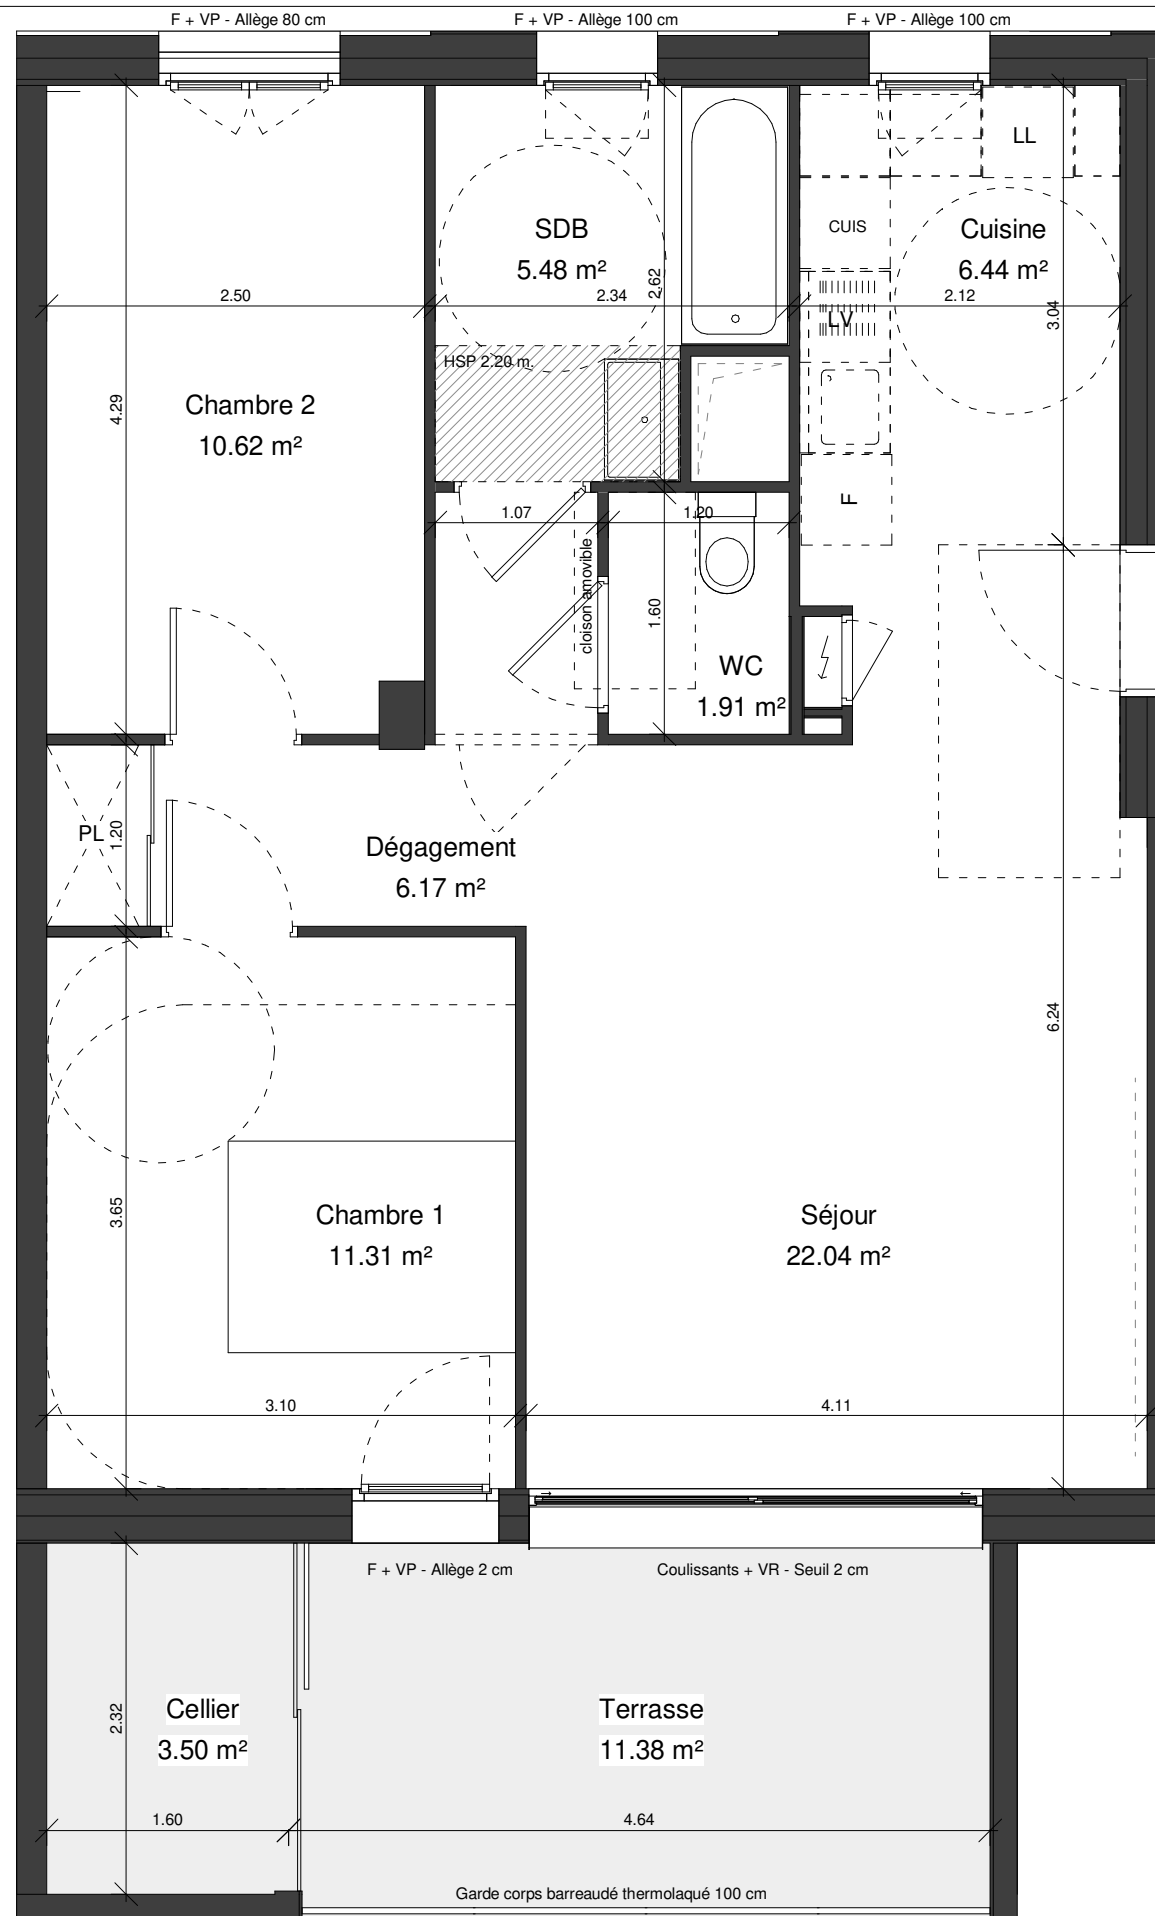 F + VP - Allège 80 cm
F + VP - Allège 100 cm
F + VP - Allège 100 cm
LL
SDB
5.48 m²
CUIS
Cuisine
6.44 m²
2.50
2.34
2.62
2.12
3.04
LV
HSP 2.20 m.
4.29
Chambre 2
10.62 m²
F
1.07
1.20
cloison amovible
1.60
WC
1.91 m²
PL
1.20
Dégagement
6.17 m²
6.24
3.65
Chambre 1
11.31 m²
Séjour
22.04 m²
3.10
4.11
F + VP - Allège 2 cm
Coulissants + VR - Seuil 2 cm
2.32
Cellier
3.50 m²
Terrasse
11.38 m²
1.60
4.64
Garde corps barreaudé thermolaqué 100 cm